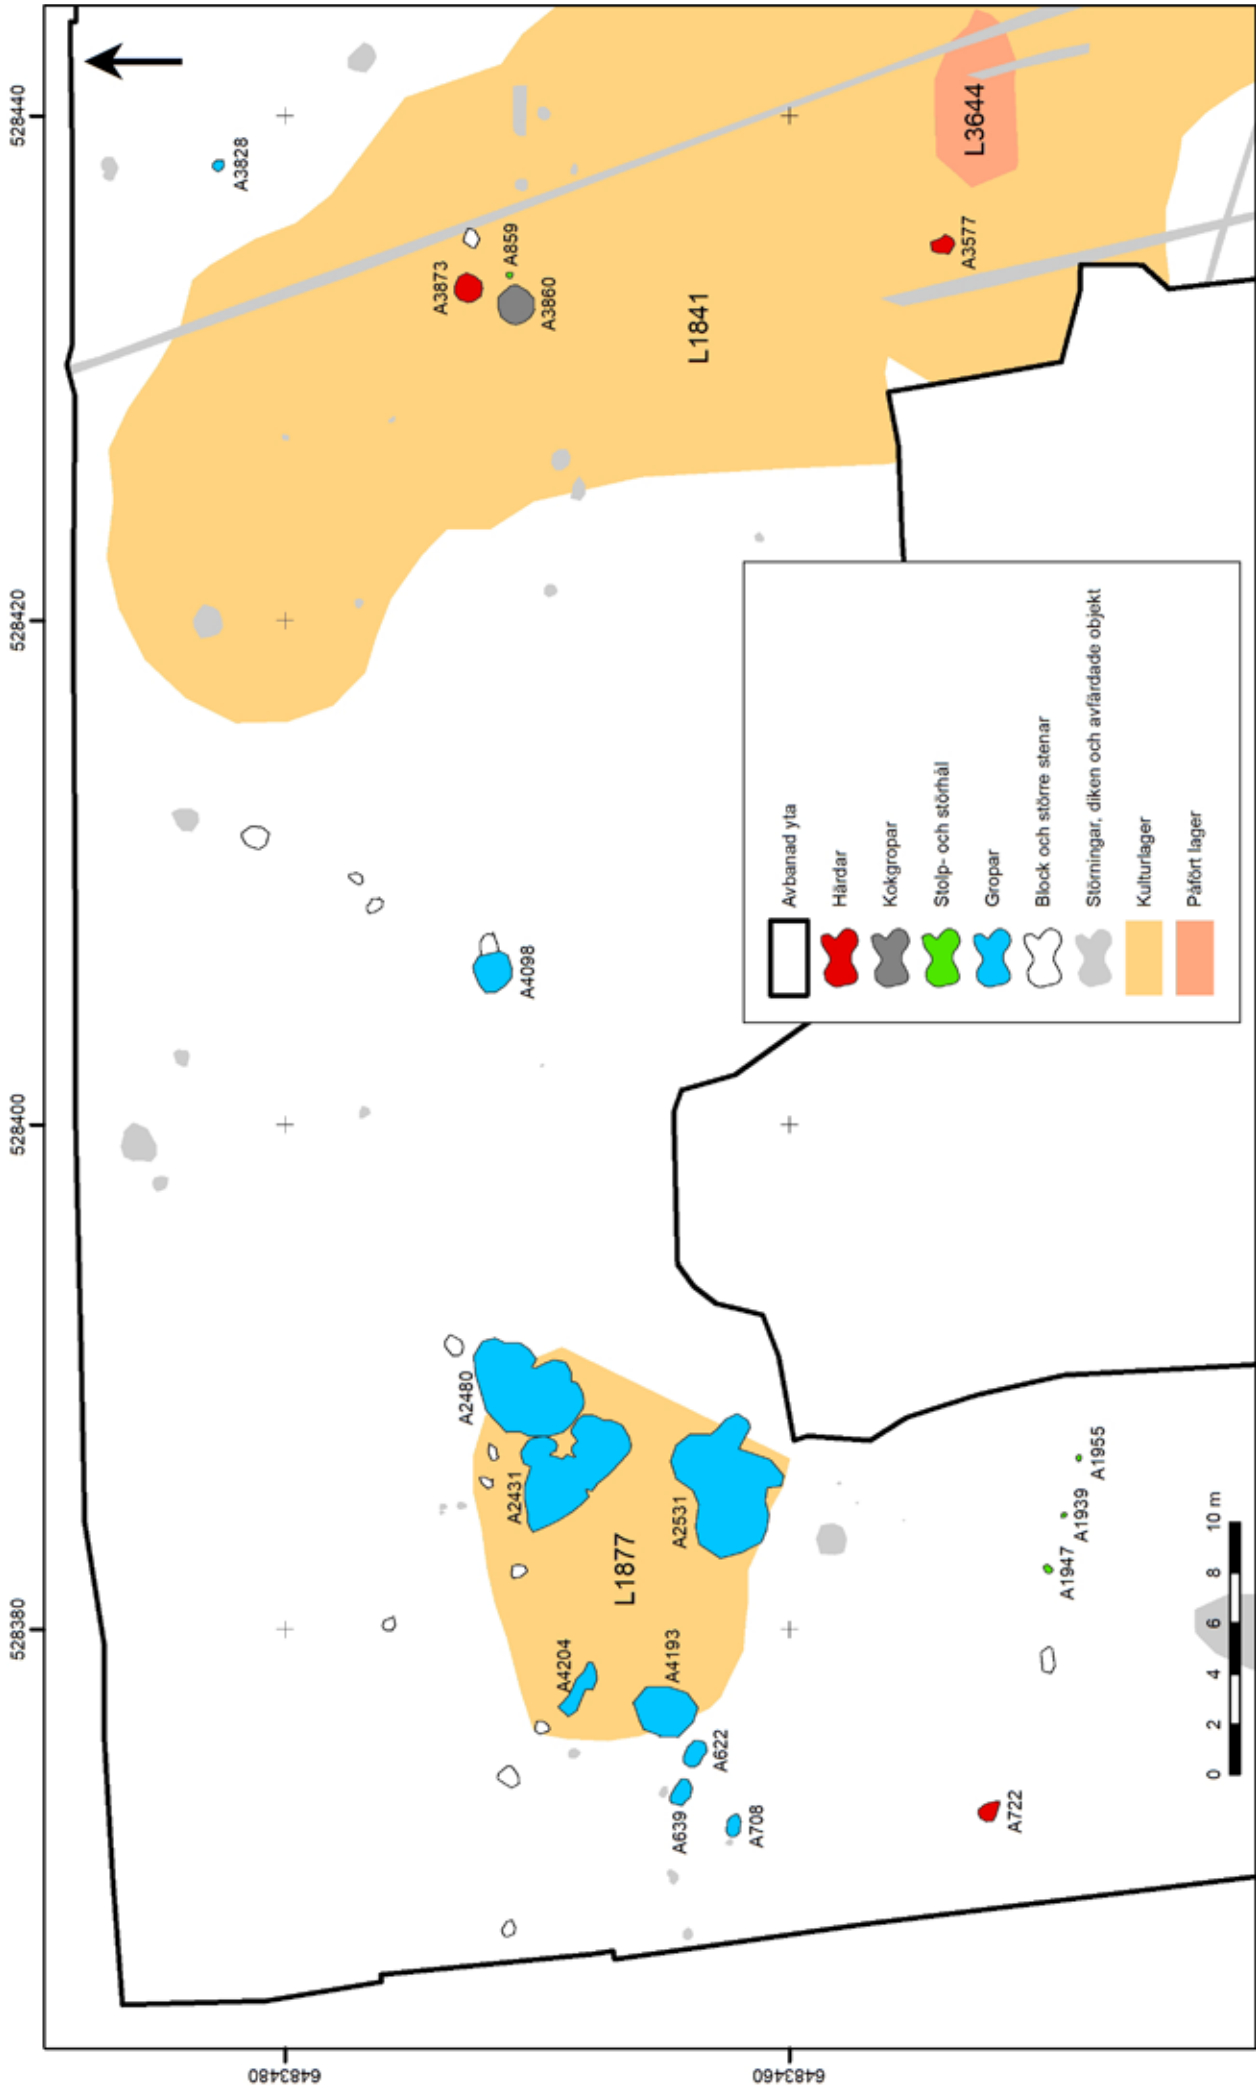 528380
528400
528420
528440
6483480
6483460
A3828
A3873
A859
A3860
L1841
L3644
A3577
A4098
A2480
A2431
A2531
L1877
A4204
A4193
A622
A639
A708
A722
A1947
A1939
A1955
0 2 4 6 8 10 m
Avbanad yta
Härdar
Kokgropar
Stolp- och störhål
Gropar
Block och större stenar
Störningar, diken och avfärdade objekt
Kulturlager
Påfört lager